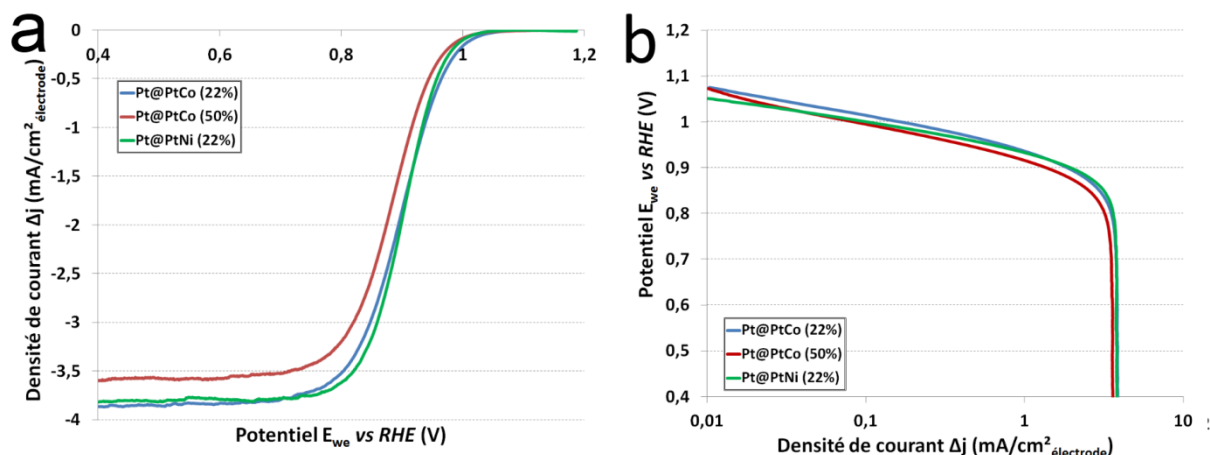 a
0
0,4
0,6
0,8
1
1,2
-0,5
-1
-1,5
-2
-2,5
-3
-3,5
-4
Pt@PtCo (22%)
Pt@PtCo (50%)
Pt@PtNi (22%)
Densité de courant Δj (mA/cm²électrode)
Potentiel Ewe vs RHE (V)
b
1,2
1,1
1
0,9
0,8
0,7
0,6
0,5
0,4
0,01
0,1
1
10
Pt@PtCo (22%)
Pt@PtCo (50%)
Pt@PtNi (22%)
Potentiel Ewe vs RHE (V)
Densité de courant Δj (mA/cm²électrode)